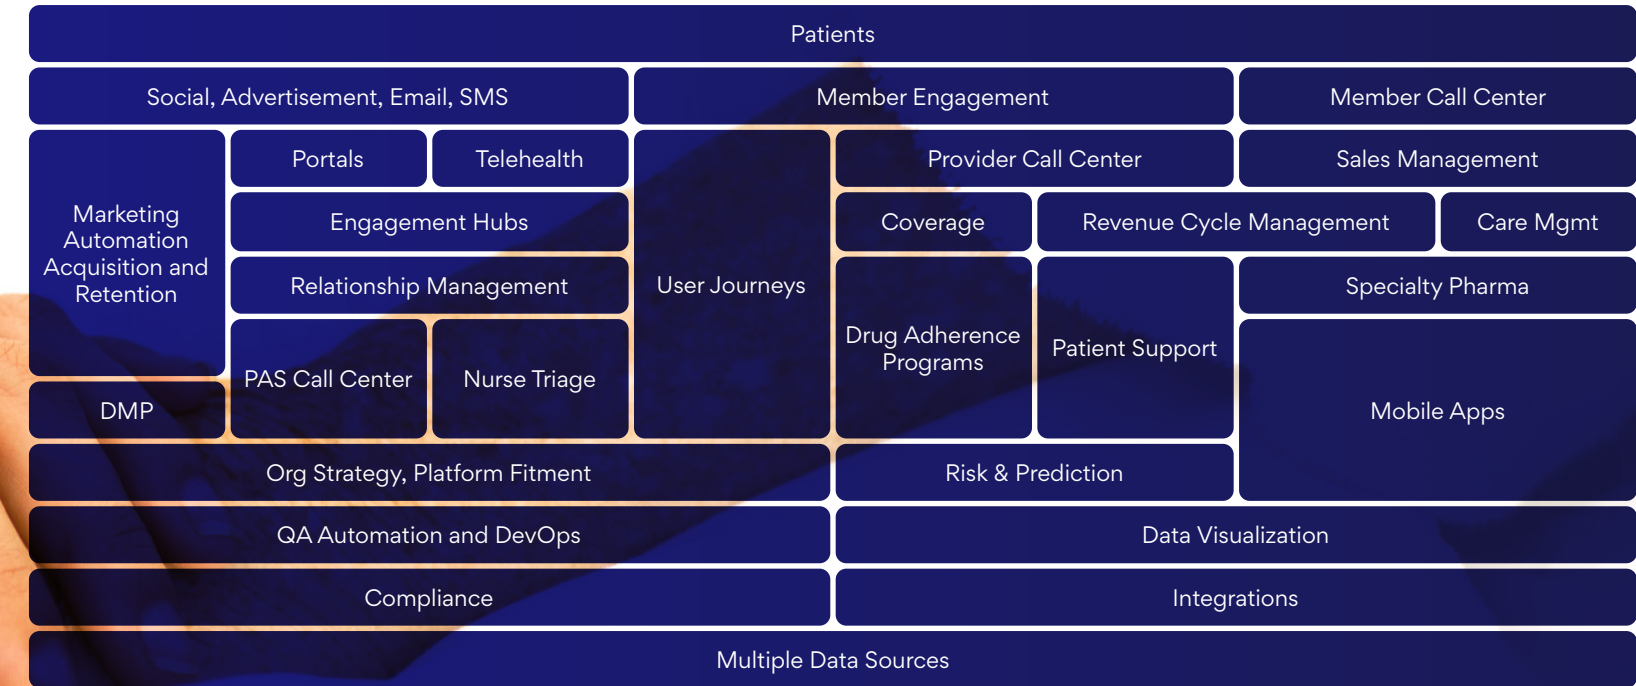 Patients
Social, Advertisement, Email, SMS
Member Engagement
Member Call Center
Marketing
Automation
Acquisition and
Retention
Portals
Telehealth
User Journeys
Provider Call Center
Sales Management
Engagement Hubs
Coverage
Revenue Cycle Management
Care Mgmt
Relationship Management
Drug Adherence
Programs
Patient Support
Specialty Pharma
PAS Call Center
Nurse Triage
Mobile Apps
DMP
Org Strategy, Platform Fitment
Risk & Prediction
QA Automation and DevOps
Data Visualization
Compliance
Integrations
Multiple Data Sources